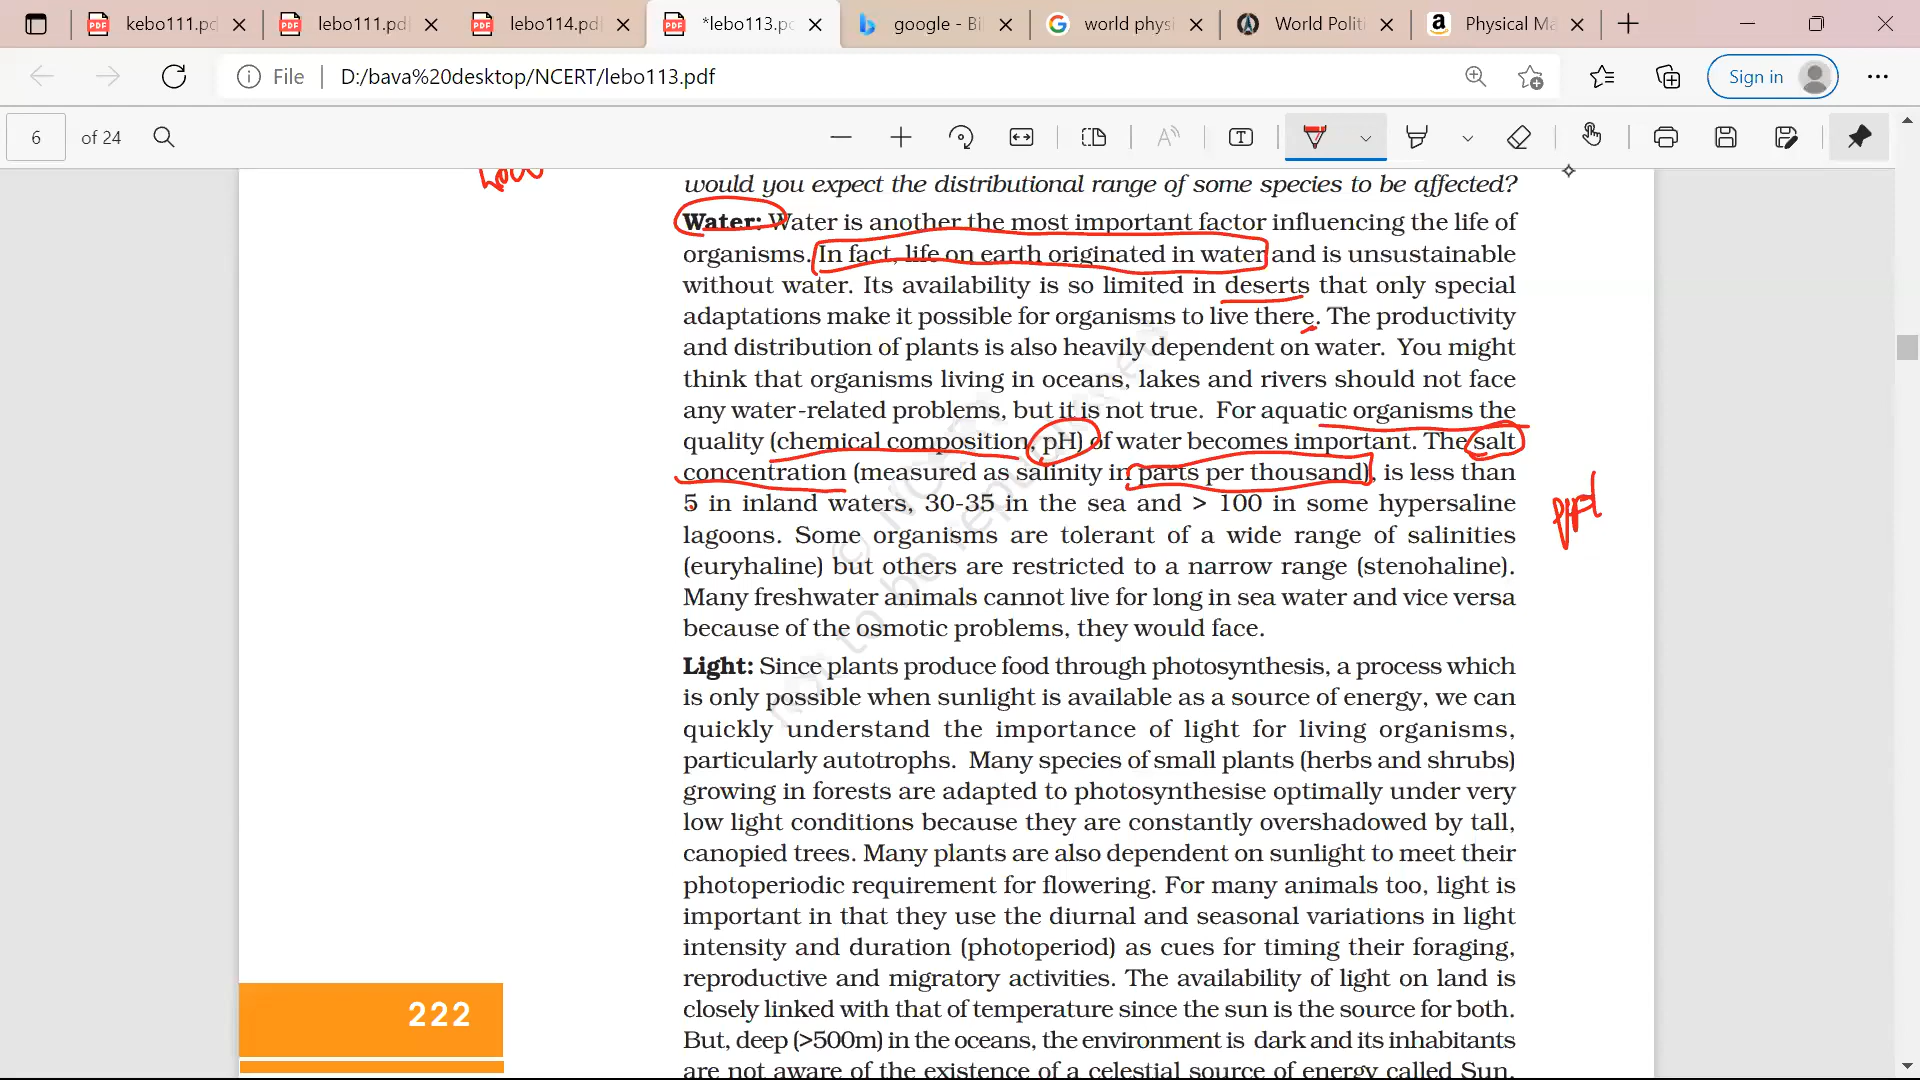 kebo111.pd
lebo111.pd
lebo114.pd
*lebo113.pd
google - Bi
world phys
World Polit
Physical Ma
File
D:/bava%20desktop/NCERT/lebo113.pdf
Sign in
6 of 24
would you expect the distributional range of some species to be affected?
Water: Water is another the most important factor influencing the life of
organisms. In fact, life on earth originated in water and is unsustainable
without water. Its availability is so limited in deserts that only special
adaptations make it possible for organisms to live there. The productivity
and distribution of plants is also heavily dependent on water. You might
think that organisms living in oceans, lakes and rivers should not face
any water-related problems, but it is not true. For aquatic organisms the
quality (chemical composition, pH) of water becomes important. The salt
concentration (measured as salinity in parts per thousand), is less than
5 in inland waters, 30-35 in the sea and > 100 in some hypersaline
lagoons. Some organisms are tolerant of a wide range of salinities
(euryhaline) but others are restricted to a narrow range (stenohaline).
Many freshwater animals cannot live for long in sea water and vice versa
because of the osmotic problems, they would face.
Light: Since plants produce food through photosynthesis, a process which
is only possible when sunlight is available as a source of energy, we can
quickly understand the importance of light for living organisms,
particularly autotrophs. Many species of small plants (herbs and shrubs)
growing in forests are adapted to photosynthesise optimally under very
low light conditions because they are constantly overshadowed by tall,
canopied trees. Many plants are also dependent on sunlight to meet their
photoperiodic requirement for flowering. For many animals too, light is
important in that they use the diurnal and seasonal variations in light
intensity and duration (photoperiod) as cues for timing their foraging,
reproductive and migratory activities. The availability of light on land is
closely linked with that of temperature since the sun is the source for both.
But, deep (>500m) in the oceans, the environment is dark and its inhabitants
are not aware of the existence of a celestial source of energy called Sun.
© NCERT
not to be republished
222